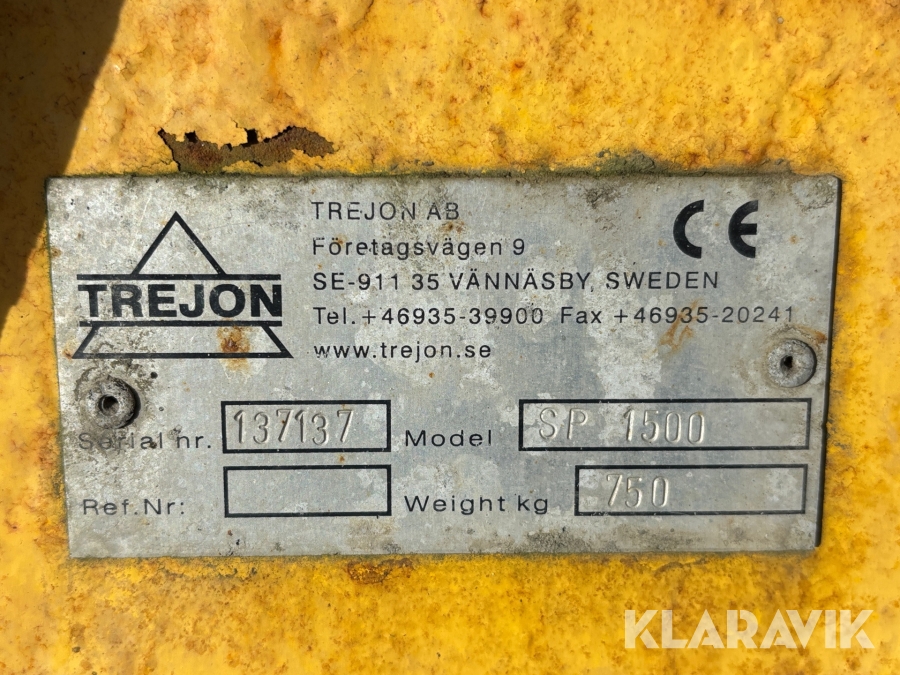 TREJON AB
Företagsvägen 9
SE-911 35 VÄNNÄSBY, SWEDEN
Tel. +46935-39900 Fax +46935-20241
www.trejon.se
CE
TREJON
Serial nr. 137137 Model SP 1500
Ref.Nr: Weight kg 750
KLARAVIK